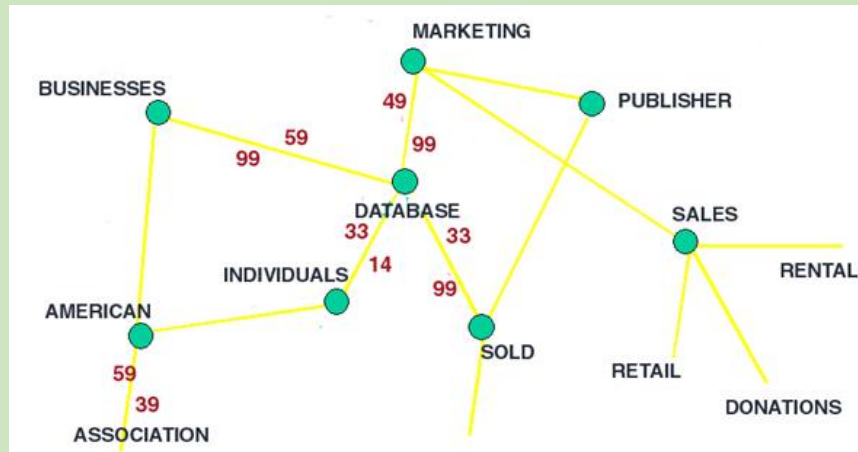 MARKETING
BUSINESSES
49
PUBLISHER
59
99
99
DATABASE
SALES
33
33
14
INDIVIDUALS
RENTAL
99
AMERICAN
SOLD
59
RETAIL
39
DONATIONS
ASSOCIATION